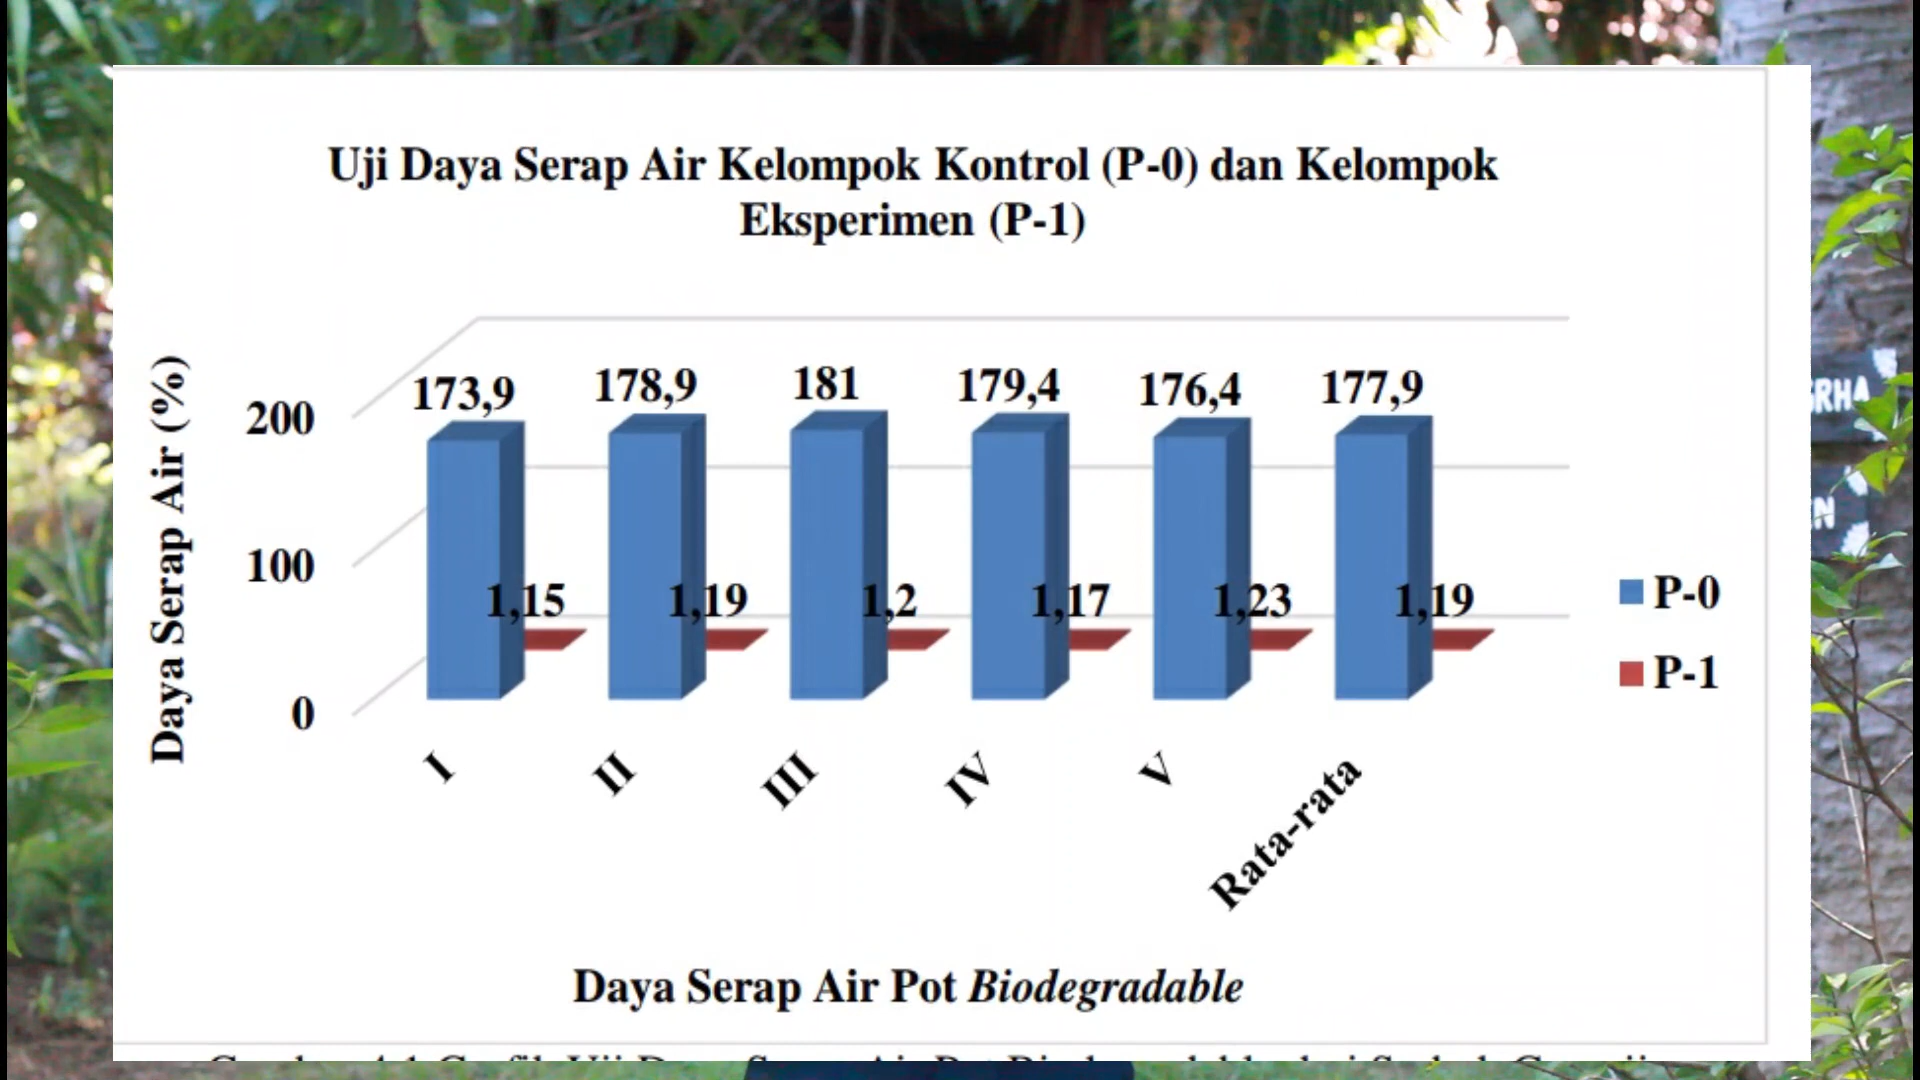 Uji Daya Serap Air Kelompok Kontrol (P-0) dan Kelompok
Eksperimen (P-1)
Daya Serap Air (%)
200
100
0
173,9
178,9
181
179,4
176,4
177,9
1,15
1,19
1,2
1,17
1,23
1,19
P-0
P-1
I
II
III
IV
V
Rata-rata
Daya Serap Air Pot Biodegradable